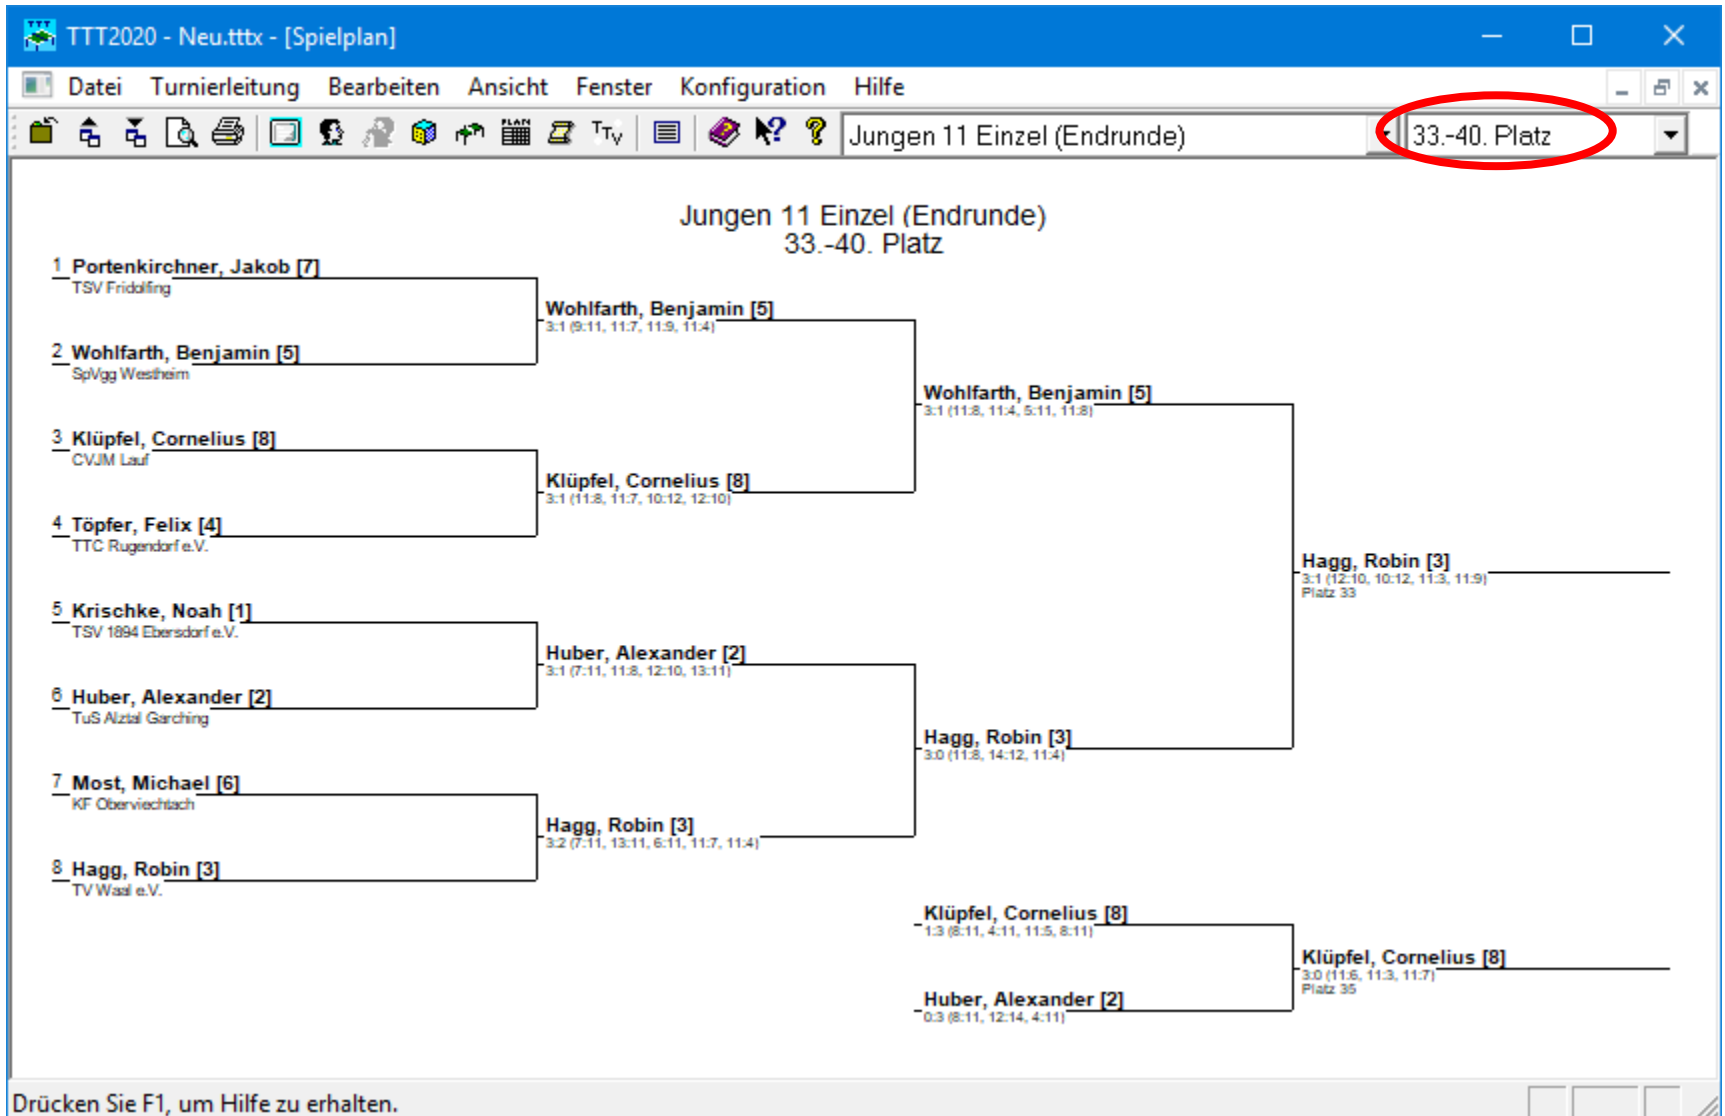 TTT2020 - Neu.tttx - [Spielplan]
Datei Turnierleitung Bearbeiten Ansicht Fenster Konfiguration Hilfe
Jungen 11 Einzel (Endrunde) 33.-40. Platz
Jungen 11 Einzel (Endrunde)
33.-40. Platz
1 Portenkirchner, Jakob [7]
TSV Fridolfing
Wohlfarth, Benjamin [5]
3:1 (9:11, 11:7, 11:9, 11:4)
2 Wohlfarth, Benjamin [5]
SpVgg Westheim
Wohlfarth, Benjamin [5]
3:1 (11:8, 11:4, 5:11, 11:8)
3 Klüpfel, Cornelius [8]
CVJM Lauf
Klüpfel, Cornelius [8]
3:1 (11:8, 11:7, 10:12, 12:10)
4 Töpfer, Felix [4]
TTC Rugendorf e.V.
Hagg, Robin [3]
3:1 (12:10, 10:12, 11:3, 11:9)
Platz 33
5 Krischke, Noah [1]
TSV 1894 Ebersdorf e.V.
Huber, Alexander [2]
3:1 (7:11, 11:8, 12:10, 13:11)
6 Huber, Alexander [2]
TuS Alztal Garching
Hagg, Robin [3]
3:0 (11:8, 14:12, 11:4)
7 Most, Michael [6]
KF Oberviechtach
Hagg, Robin [3]
3:2 (7:11, 13:11, 6:11, 11:7, 11:4)
8 Hagg, Robin [3]
TV Waal e.V.
Klüpfel, Cornelius [8]
1:3 (8:11, 4:11, 11:5, 8:11)
Klüpfel, Cornelius [8]
3:0 (11:6, 11:3, 11:7)
Platz 35
Huber, Alexander [2]
0:3 (8:11, 12:14, 4:11)
Drücken Sie F1, um Hilfe zu erhalten.